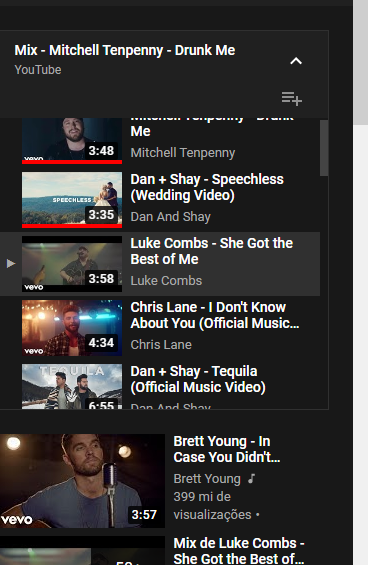 Mix - Mitchell Tenpenny - Drunk Me
YouTube
Mitchell Tenpenny - Drunk
Me
Mitchell Tenpenny
vevo
3:48
Dan + Shay - Speechless
(Wedding Video)
Dan And Shay
SPEECHLESS
3:35
Luke Combs - She Got the
Best of Me
Luke Combs
3:58
Chris Lane - I Don't Know
About You (Official Music...
Chris Lane
vevo
4:34
Dan + Shay - Tequila
(Official Music Video)
Dan And Shay
TEQUILA
vevo
6:55
Brett Young - In
Case You Didn't...
Brett Young
399 mi de
visualizações •
vevo
3:57
Mix de Luke Combs -
She Got the Best of...
50+